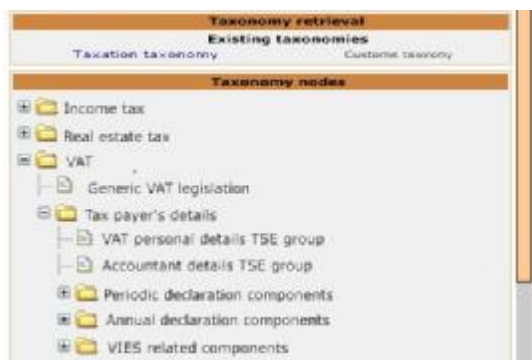 Taxonomy retrieval
Existing taxonomies
Taxation taxonomy Customs taxonomy
Taxonomy nodes
Income tax
Real estate tax
VAT
Generic VAT legislation
Tax payer's details
VAT personal details TSE group
Accountant details TSE group
Periodic declaration components
Annual declaration components
VIES related components